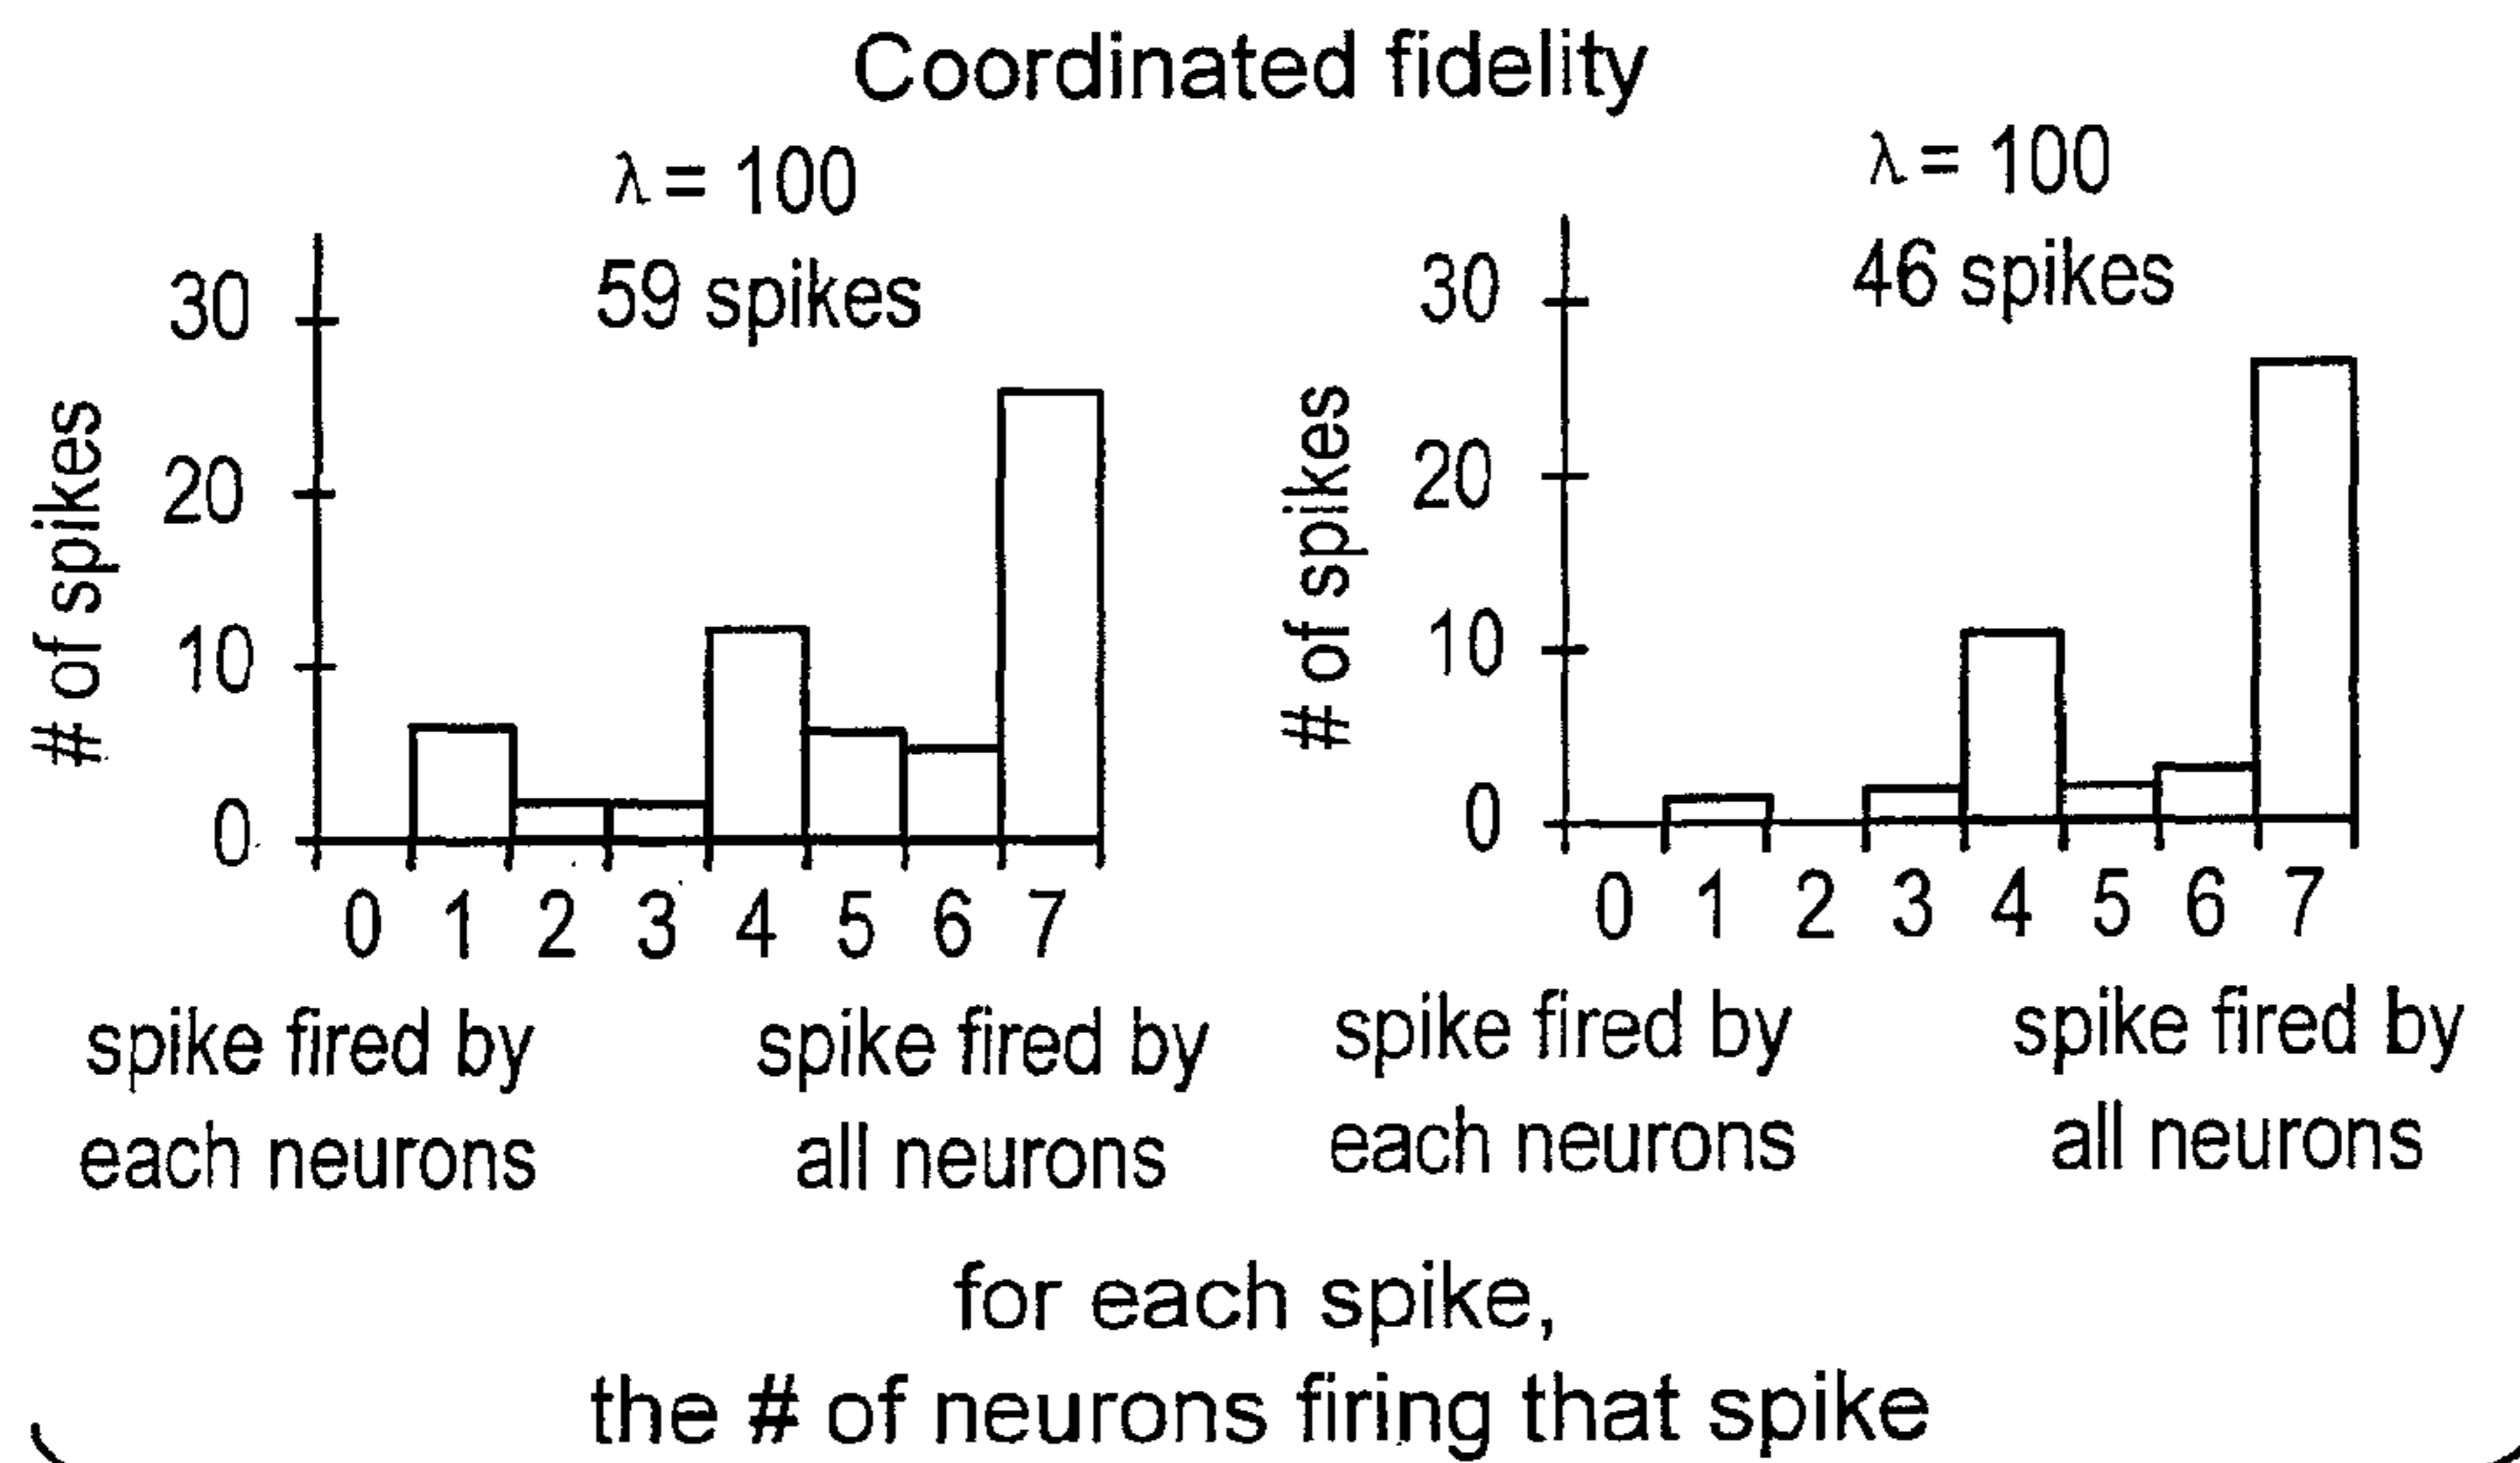 Coordinated fidelity
λ = 100
59 spikes
# of spikes
30
20
10
0
0 1 2 3 4 5 6 7
spike fired by
each neurons
spike fired by
all neurons
λ = 100
46 spikes
# of spikes
30
20
10
0
0 1 2 3 4 5 6 7
spike fired by
each neurons
spike fired by
all neurons
for each spike,
the # of neurons firing that spike